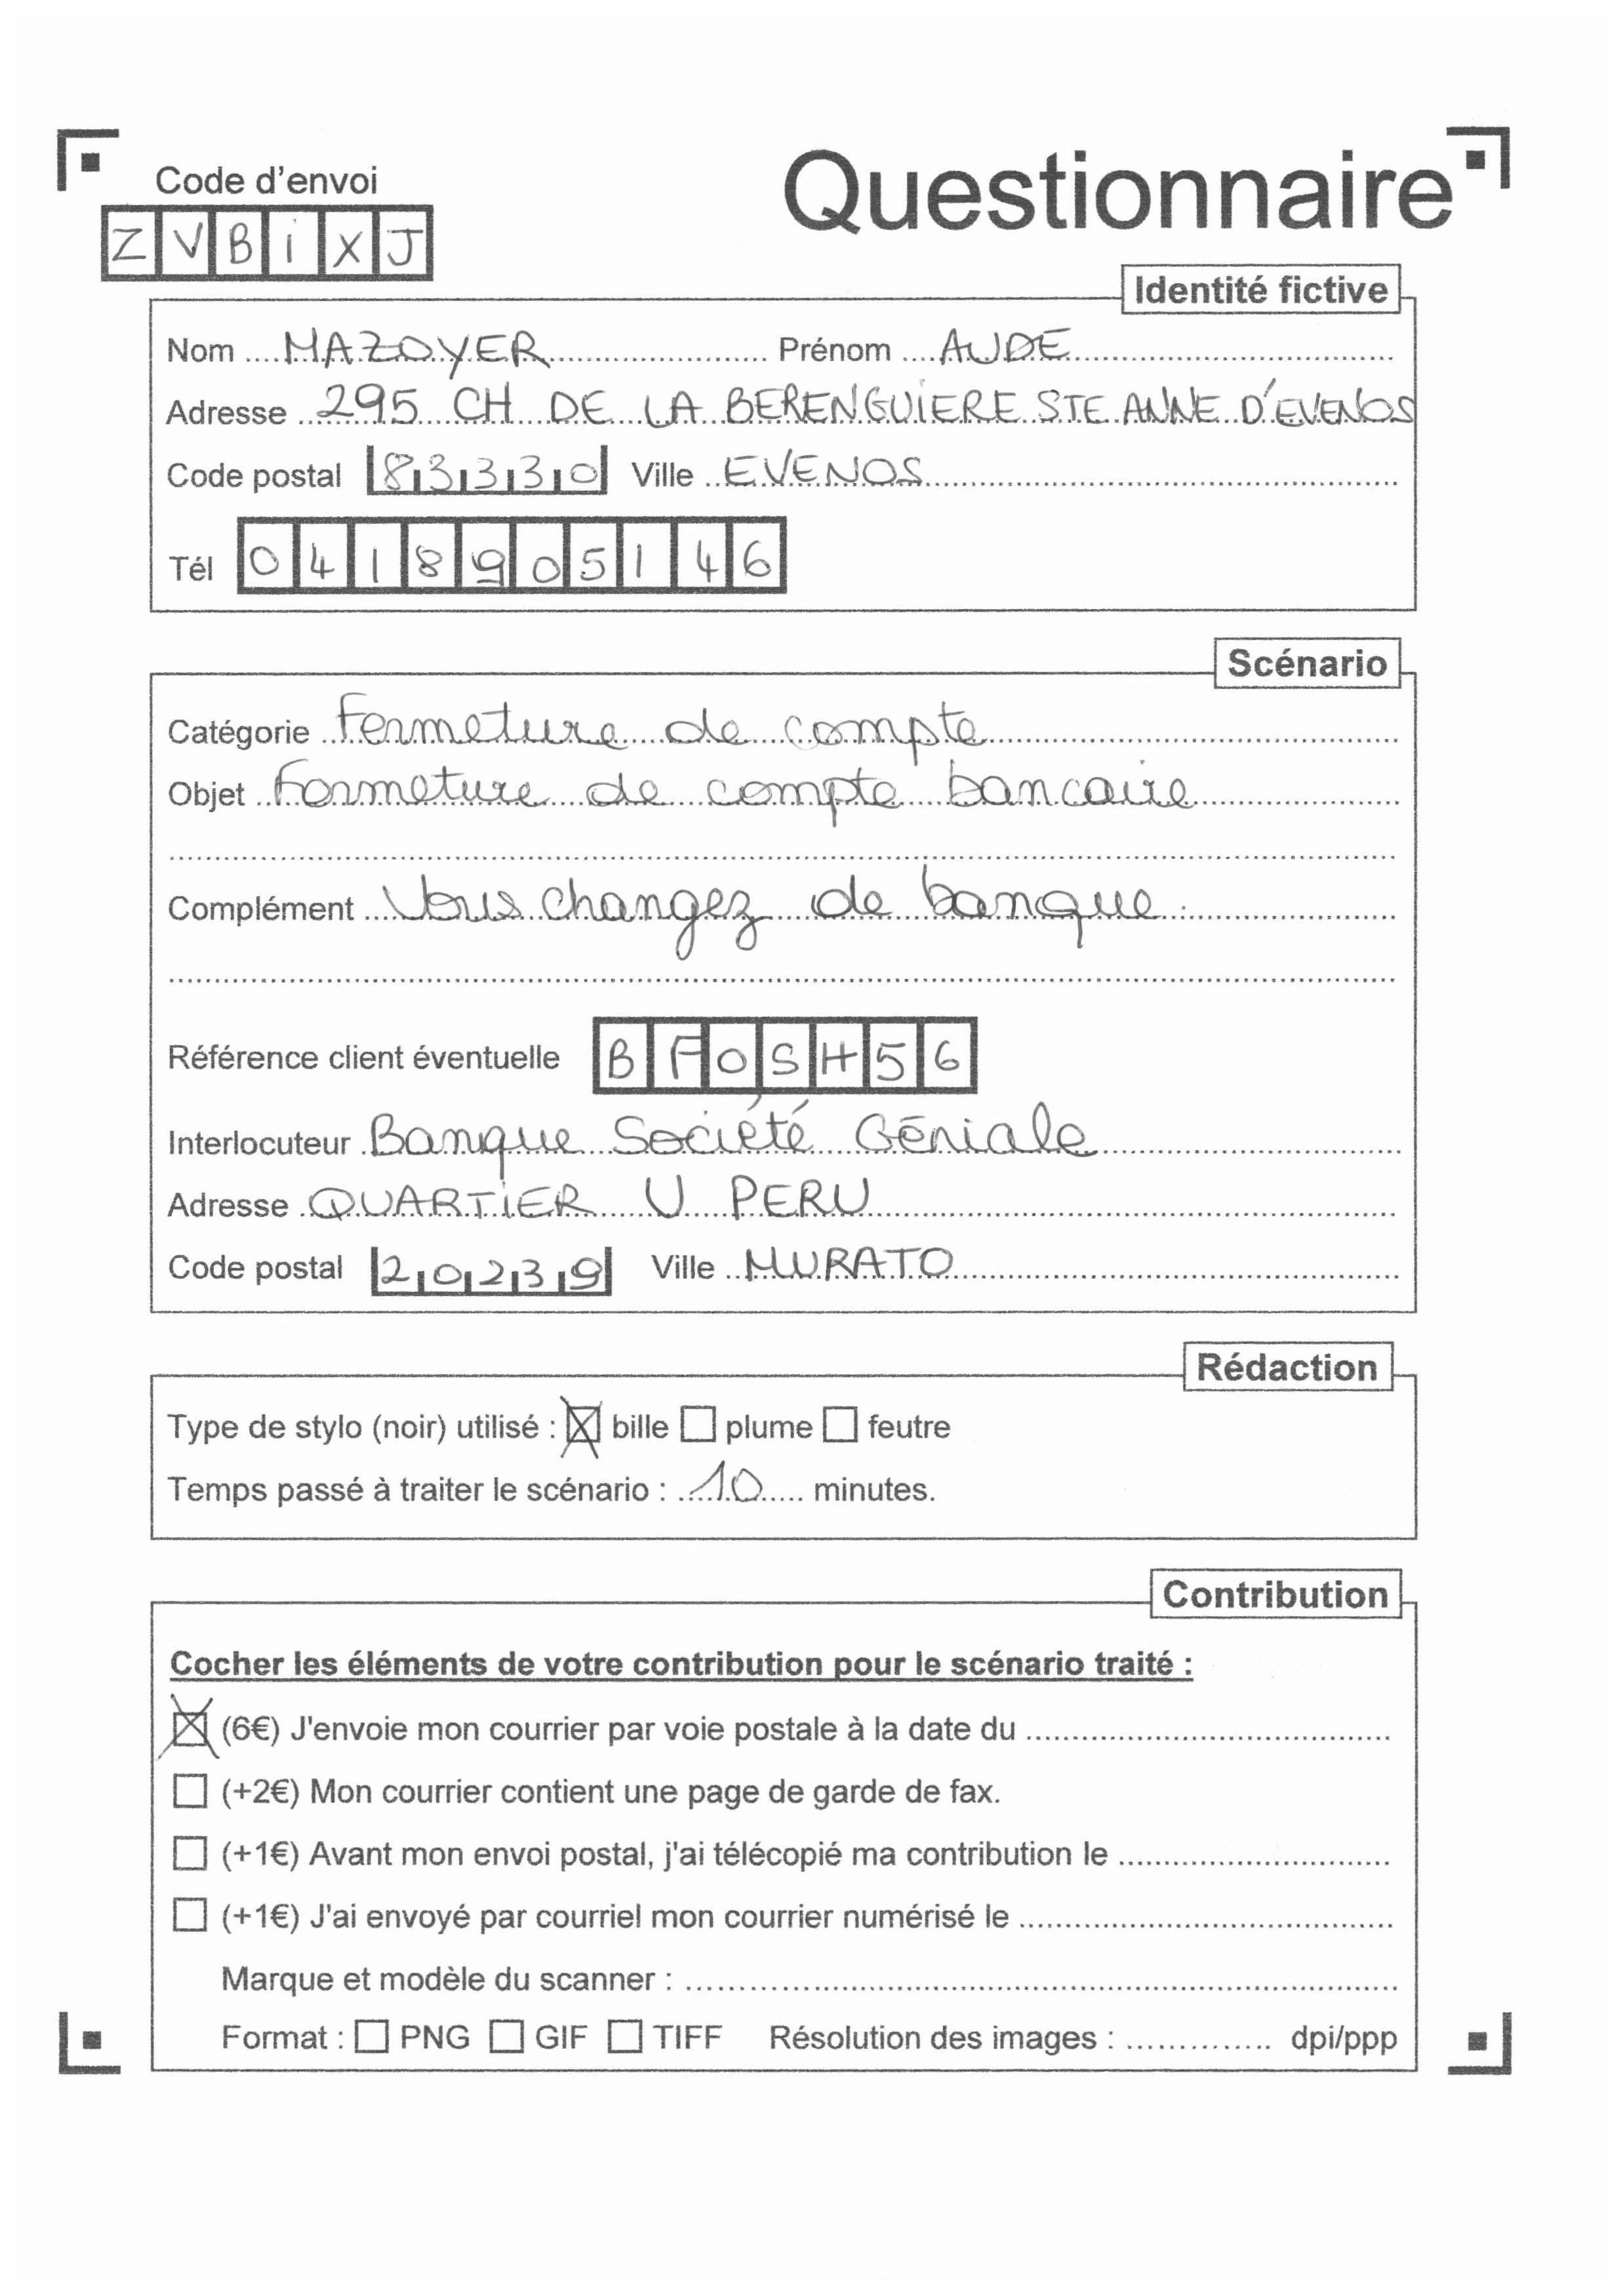 Code d'envoi
Questionnaire
ZVBiXJ
Identité fictive
Nom MAZOYER Prénom AUDE
Adresse 295 CH DE LA BERENGUIERE STE ANNE D'EVENOS
Code postal 83330 Ville EVENOS
Tél 0418905146
Scénario
Catégorie Fermeture de compte
Objet Fermeture de compte bancaire
Complément Vous changez de banque.
Référence client éventuelle BFOSH56
Interlocuteur Banque Société Géniale
Adresse QUARTIER U PERU
Code postal 20239 Ville MURATO
Rédaction
Type de stylo (noir) utilisé : bille plume feutre
Temps passé à traiter le scénario : 10 minutes.
Contribution
Cocher les éléments de votre contribution pour le scénario traité :
(6€) J'envoie mon courrier par voie postale à la date du
(+2€) Mon courrier contient une page de garde de fax.
(+1€) Avant mon envoi postal, j'ai télécopié ma contribution le
(+1€) J'ai envoyé par courriel mon courrier numérisé le
Marque et modèle du scanner :
Format : PNG GIF TIFF Résolution des images : dpi/ppp